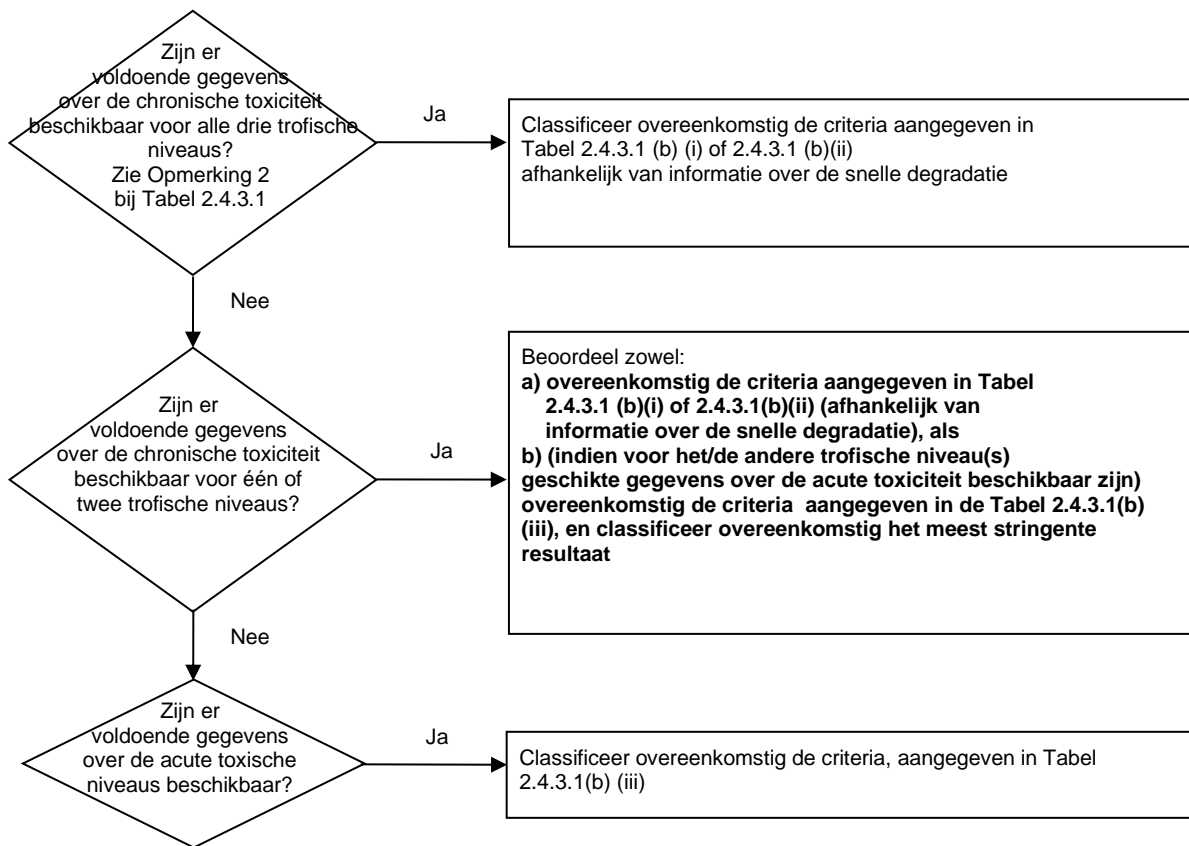 Zijn er
voldoende gegevens
over de chronische toxiciteit
beschikbaar voor alle drie trofische
niveaus?
Zie Opmerking 2
bij Tabel 2.4.3.1
Ja
Classificeer overeenkomstig de criteria aangegeven in
Tabel 2.4.3.1 (b) (i) of 2.4.3.1 (b)(ii)
afhankelijk van informatie over de snelle degradatie
Nee
Zijn er
voldoende gegevens
over de chronische toxiciteit
beschikbaar voor één of
twee trofische niveaus?
Ja
Beoordeel zowel:
a) overeenkomstig de criteria aangegeven in Tabel
2.4.3.1 (b)(i) of 2.4.3.1(b)(ii) (afhankelijk van
informatie over de snelle degradatie), als
b) (indien voor het/de andere trofische niveau(s)
geschikte gegevens over de acute toxiciteit beschikbaar zijn)
overeenkomstig de criteria aangegeven in de Tabel 2.4.3.1(b)
(iii), en classificeer overeenkomstig het meest stringente
resultaat
Nee
Zijn er
voldoende gegevens
over de acute toxische
niveaus beschikbaar?
Ja
Classificeer overeenkomstig de criteria, aangegeven in Tabel
2.4.3.1(b) (iii)